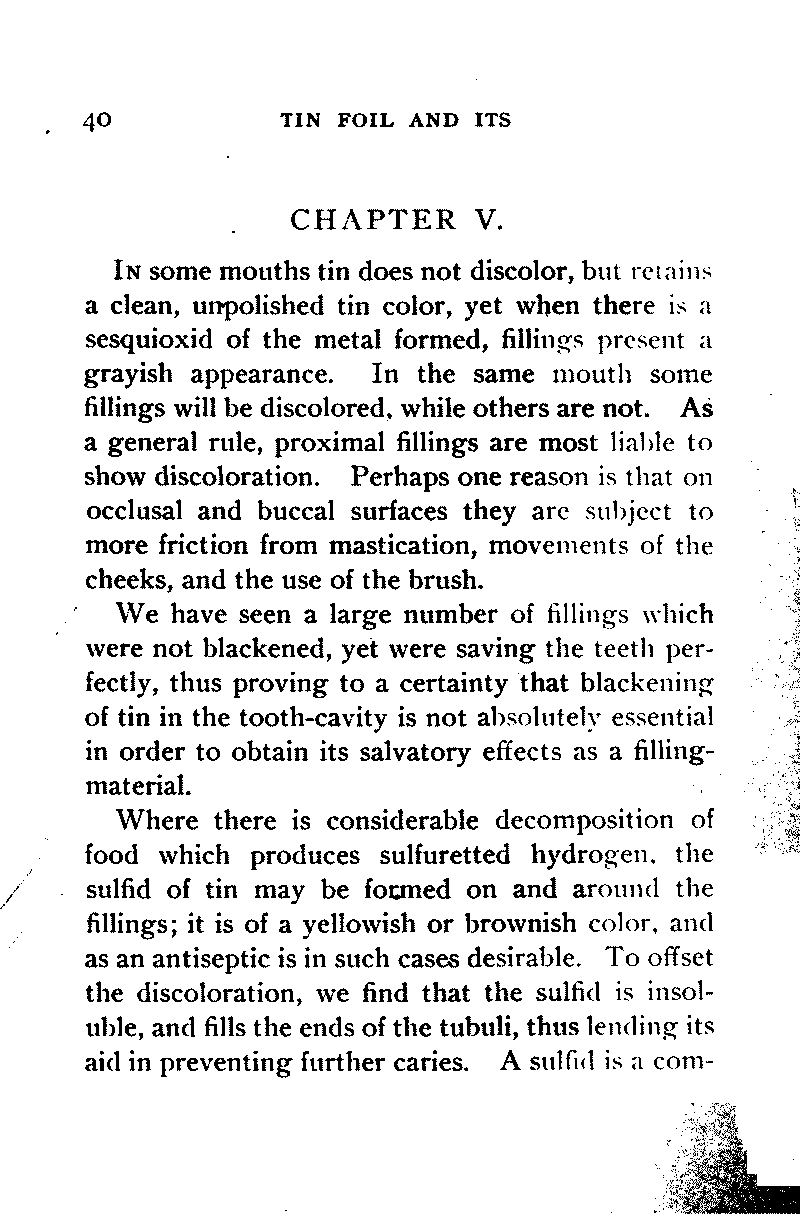 40 TIN FOIL AND ITS
CHAPTER V.
IN some mouths tin does not discolor, but retains
a clean, unpolished tin color, yet when there is a
sesquioxid of the metal formed, fillings present a
grayish appearance. In the same mouth some
fillings will be discolored, while others are not. As
a general rule, proximal fillings are most liable to
show discoloration. Perhaps one reason is that on
occlusal and buccal surfaces they are subject to
more friction from mastication, movements of the
cheeks, and the use of the brush.
We have seen a large number of fillings which
were not blackened, yet were saving the teeth per-
fectly, thus proving to a certainty that blackening
of tin in the tooth-cavity is not absolutely essential
in order to obtain its salvatory effects as a filling-
material.
Where there is considerable decomposition of
food which produces sulfuretted hydrogen, the
sulfid of tin may be formed on and around the
fillings; it is of a yellowish or brownish color, and
as an antiseptic is in such cases desirable. To offset
the discoloration, we find that the sulfid is insol-
uble, and fills the ends of the tubuli, thus lending its
aid in preventing further caries. A sulfid is a com-